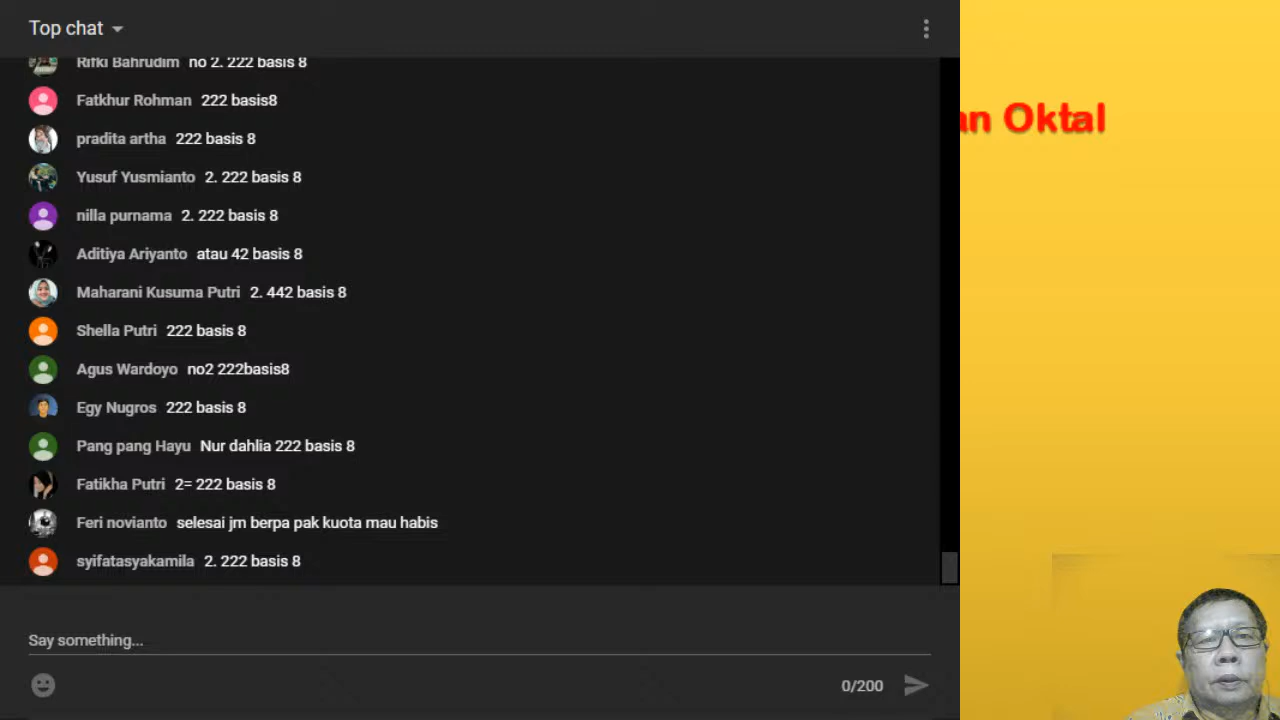 Top chat
an Oktal
Rifki Bahrudim no 2. 222 basis 8
Fatkhur Rohman 222 basis8
pradita artha 222 basis 8
Yusuf Yusmianto 2. 222 basis 8
nilla purnama 2. 222 basis 8
Aditiya Ariyanto atau 42 basis 8
Maharani Kusuma Putri 2. 442 basis 8
Shella Putri 222 basis 8
Agus Wardoyo no2 222basis8
Egy Nugros 222 basis 8
Pang pang Hayu Nur dahlia 222 basis 8
Fatikha Putri 2= 222 basis 8
Feri novianto selesai jm berpa pak kuota mau habis
syifatasyakamila 2. 222 basis 8
Say something...
0/200